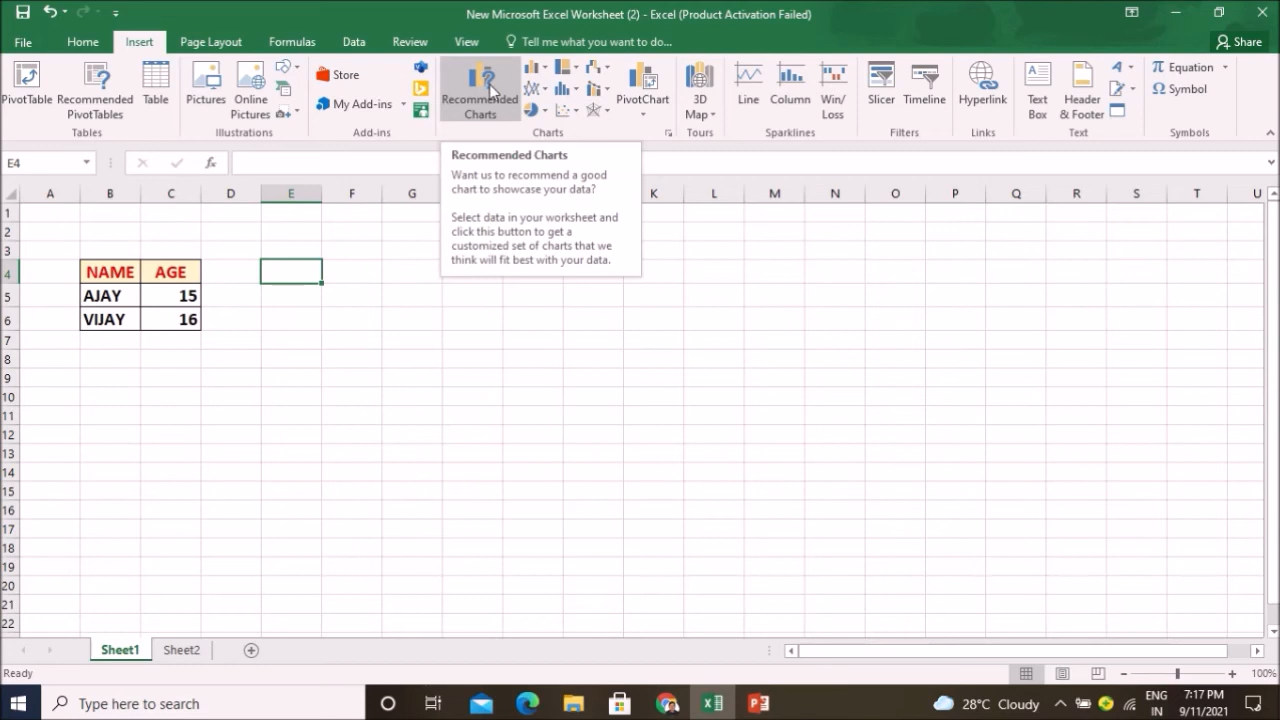 New Microsoft Excel Worksheet (2) - Excel (Product Activation Failed)
File Home Insert Page Layout Formulas Data Review View Tell me what you want to do... Share
PivotTable
Recommended
PivotTables
Table
Pictures
Online
Pictures
Store
My Add-ins
Recommended
Charts
PivotChart
3D
Map
Line
Column
Win/
Loss
Slicer
Timeline
Hyperlink
Text
Box
Header
& Footer
Equation
Symbol
Tables Illustrations Add-ins Charts Tours Sparklines Filters Links Text Symbols
E4 fx
Recommended Charts
Want us to recommend a good
chart to showcase your data?
Select data in your worksheet and
click this button to get a
customized set of charts that we
think will fit best with your data.
A B C D E F G K L M N O P Q R S T U
1
2
3
4 NAME AGE
5 AJAY 15
6 VIJAY 16
7
8
9
10
11
12
13
14
15
16
17
18
19
20
21
22
Sheet1 Sheet2
Ready 100%
Type here to search
28°C Cloudy
ENG
IN
7:17 PM
9/11/2021